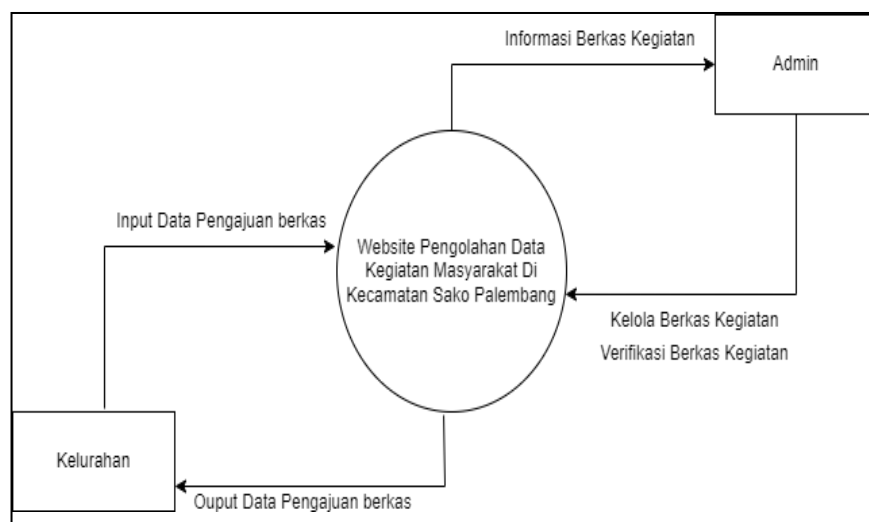 Informasi Berkas Kegiatan
Admin
Input Data Pengajuan berkas
Website Pengolahan Data
Kegiatan Masyarakat Di
Kecamatan Sako Palembang
Kelola Berkas Kegiatan
Verifikasi Berkas Kegiatan
Kelurahan
Ouput Data Pengajuan berkas